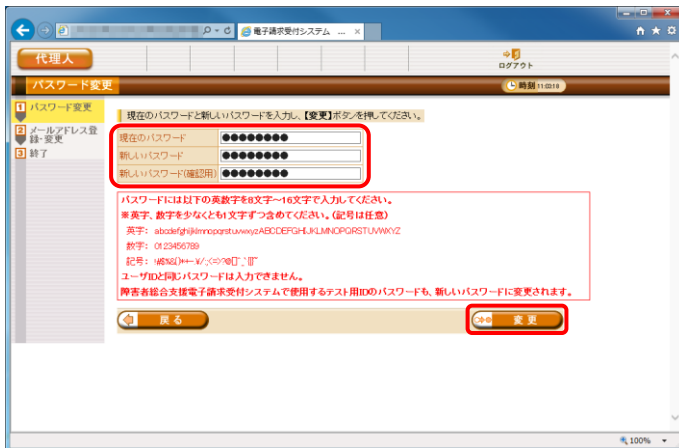 電子請求受付システム ...
代理人
ログアウト
パスワード変更
時刻 11:03:18
1 パスワード変更
2 メールアドレス登
録・変更
3 終了
現在のパスワードと新しいパスワードを入力し、【変更】ボタンを押してください。
現在のパスワード ●●●●●●●●
新しいパスワード ●●●●●●●●
新しいパスワード(確認用) ●●●●●●●●
パスワードには以下の英数字を8文字～16文字で入力してください。
※英字、数字を少なくとも1文字ずつ含めてください。(記号は任意)
英字: abcdefghijklmnopqrstuvwxyzABCDEFGHIJKLMNOPQRSTUVWXYZ
数字: 0123456789
記号:
ユーザIDと同じパスワードは入力できません。
障害者総合支援電子請求受付システムで使用するテスト用IDのパスワードも、新しいパスワードに変更されます。
戻る
変更
100%